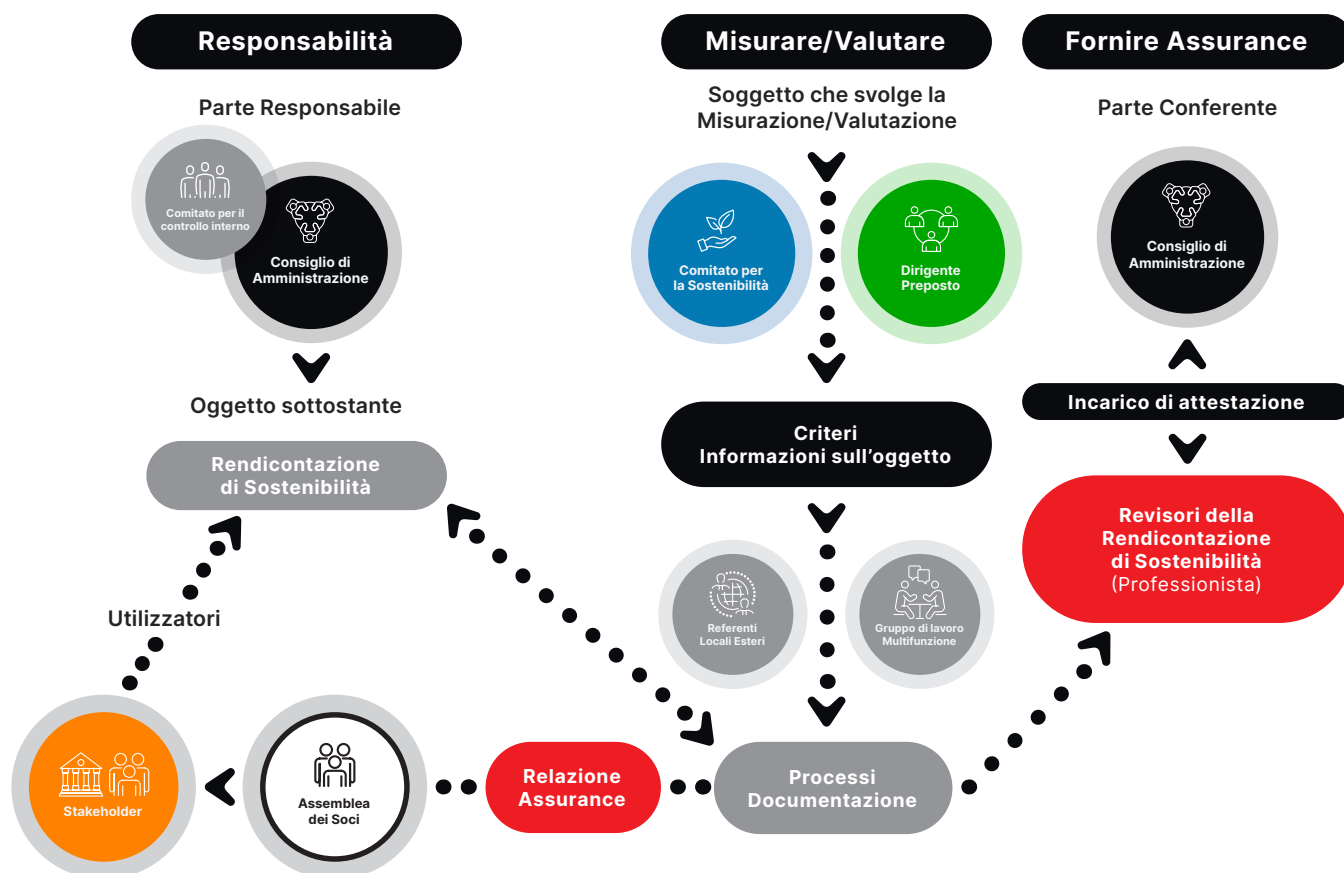 Responsabilità
Misurare/Valutare
Fornire Assurance
Parte Responsabile
Soggetto che svolge la
Misurazione/Valutazione
Parte Conferente
Comitato per il
controllo interno
Consiglio di
Amministrazione
Comitato per
la Sostenibilità
Dirigente
Preposto
Consiglio di
Amministrazione
Oggetto sottostante
Rendicontazione
di Sostenibilità
Criteri
Informazioni sull’oggetto
Incarico di attestazione
Revisori della
Rendicontazione
di Sostenibilità
(Professionista)
Referenti
Locali Esteri
Gruppo di lavoro
Multifunzione
Utilizzatori
Stakeholder
Assemblea
dei Soci
Relazione
Assurance
Processi
Documentazione